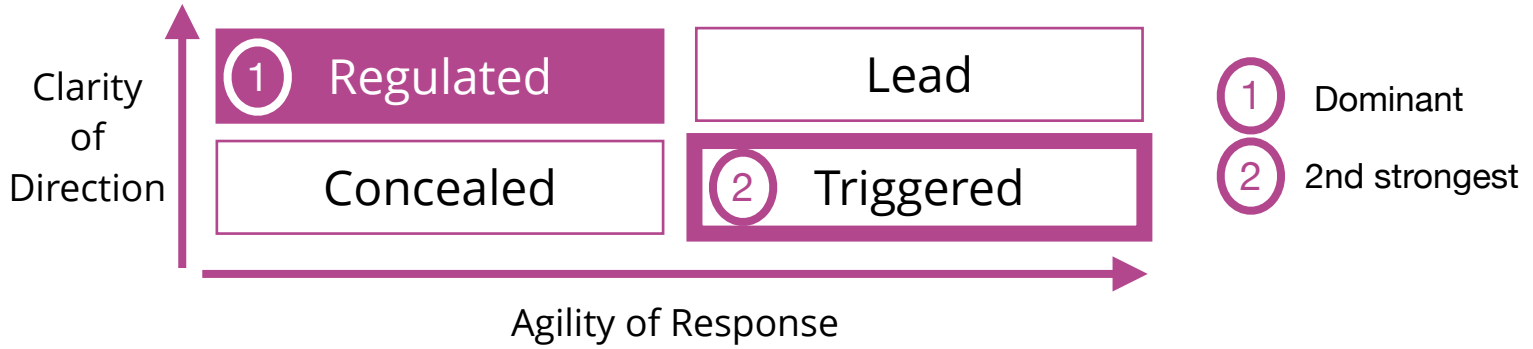 Clarity
of
Direction
1 Regulated
Lead
Concealed
2 Triggered
Agility of Response
1 Dominant
2 2nd strongest